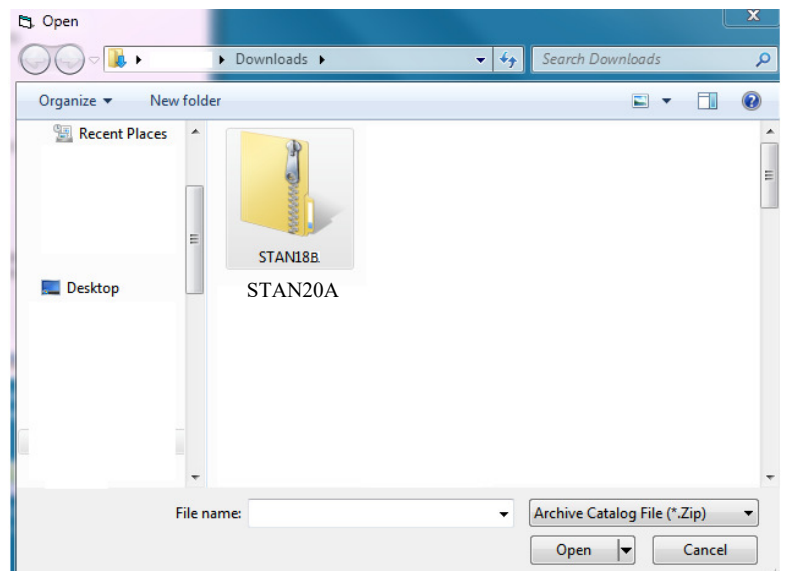 Open
Downloads
Search Downloads
Organize
New folder
Recent Places
STAN18B.
Desktop
STAN20A
File name:
Archive Catalog File (*.Zip)
Open
Cancel